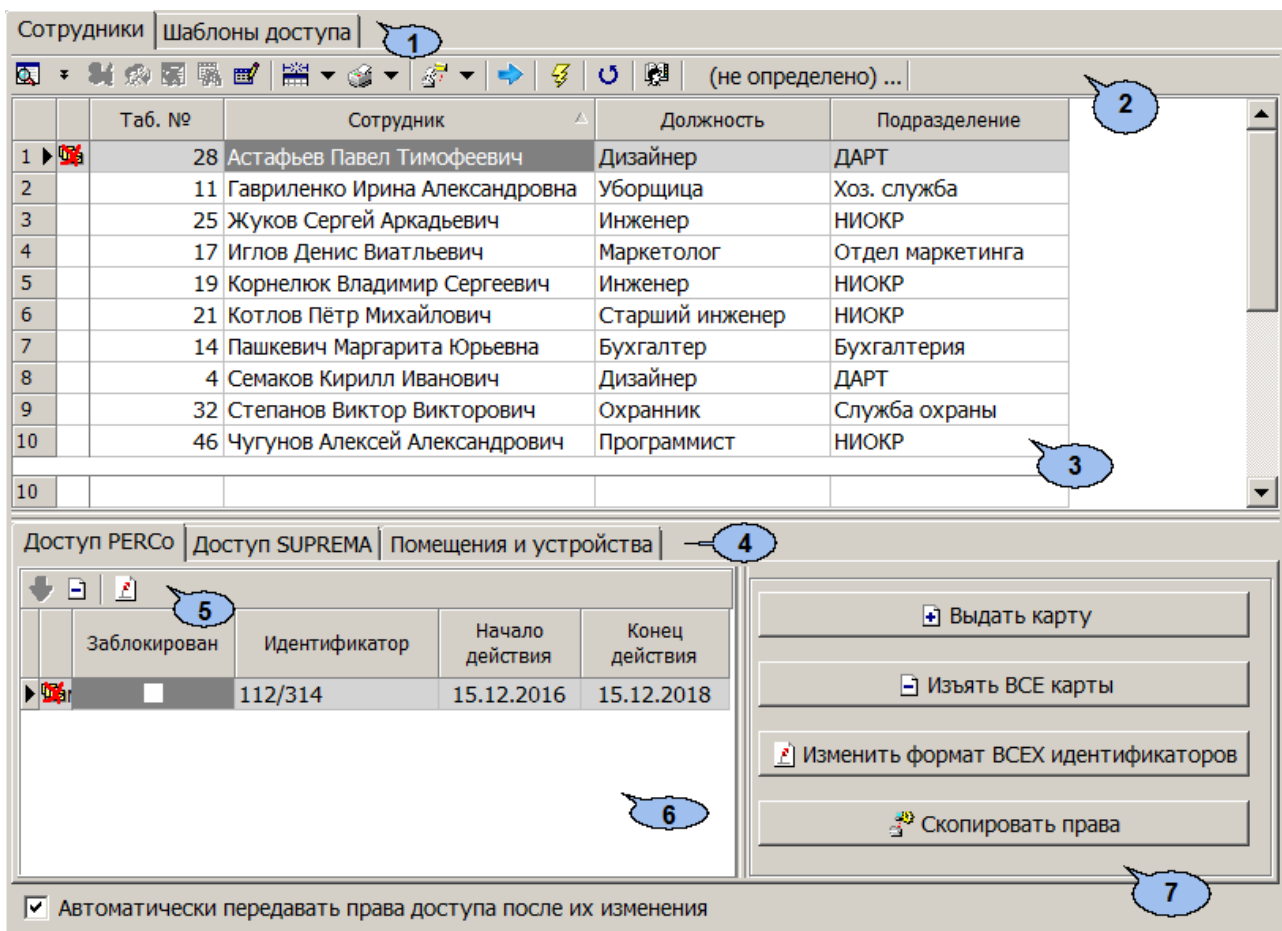 Сотрудники Шаблоны доступа 1
(не определено) ... 2
Таб. № Сотрудник Должность Подразделение
1 28 Астафьев Павел Тимофеевич Дизайнер ДАРТ
2 11 Гавриленко Ирина Александровна Уборщица Хоз. служба
3 25 Жуков Сергей Аркадьевич Инженер НИОКР
4 17 Иглов Денис Виатльевич Маркетолог Отдел маркетинга
5 19 Корнелюк Владимир Сергеевич Инженер НИОКР
6 21 Котлов Пётр Михайлович Старший инженер НИОКР
7 14 Пашкевич Маргарита Юрьевна Бухгалтер Бухгалтерия
8 4 Семаков Кирилл Иванович Дизайнер ДАРТ
9 32 Степанов Виктор Викторович Охранник Служба охраны
10 46 Чугунов Алексей Александрович Программист НИОКР
3
10
Доступ PERCo Доступ SUPREMA Помещения и устройства 4
5
Заблокирован Идентификатор Начало действия Конец действия
112/314 15.12.2016 15.12.2018
6
Выдать карту
Изъять ВСЕ карты
Изменить формат ВСЕХ идентификаторов
Скопировать права
7
Автоматически передавать права доступа после их изменения